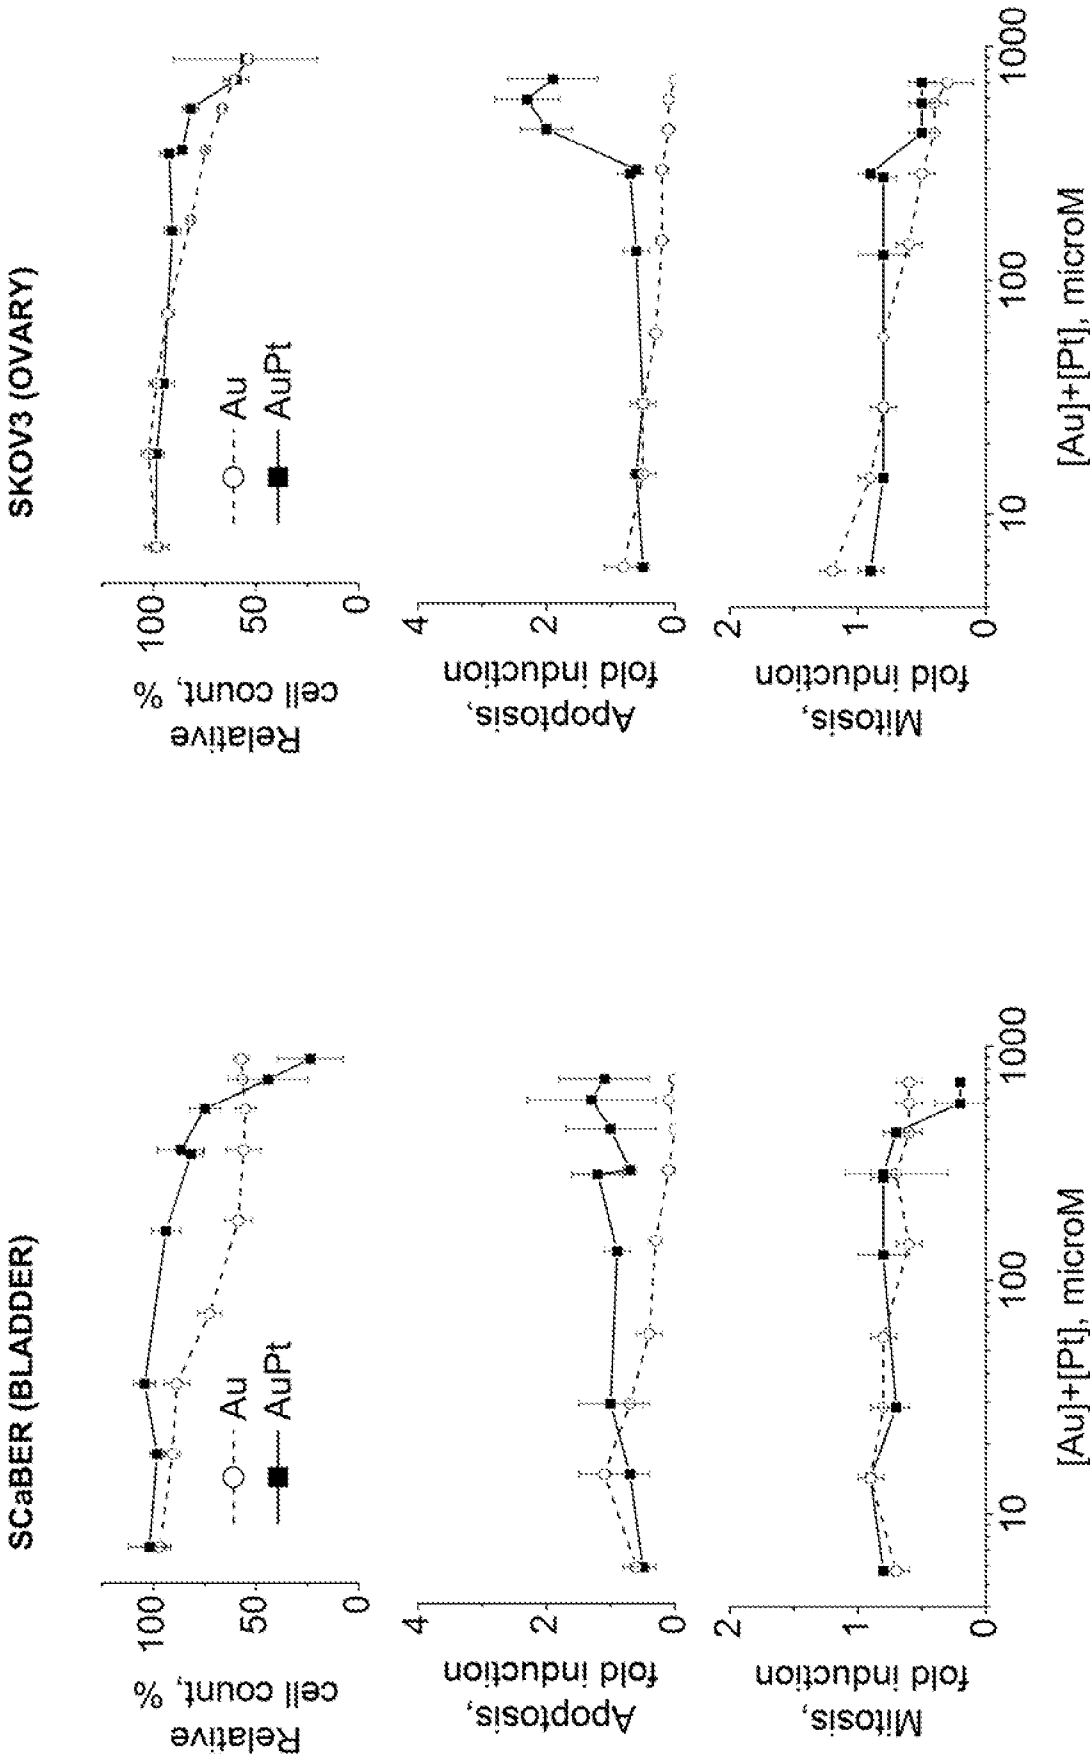 SCaBER (BLADDER)
Relative
cell count, %
100
50
0
Au
AuPt
Apoptosis,
fold induction
4
2
0
Mitosis,
fold induction
2
1
0
10
100
1000
[Au]+[Pt], microM
SKOV3 (OVARY)
Relative
cell count, %
100
50
0
Au
AuPt
Apoptosis,
fold induction
4
2
0
Mitosis,
fold induction
2
1
0
10
100
1000
[Au]+[Pt], microM